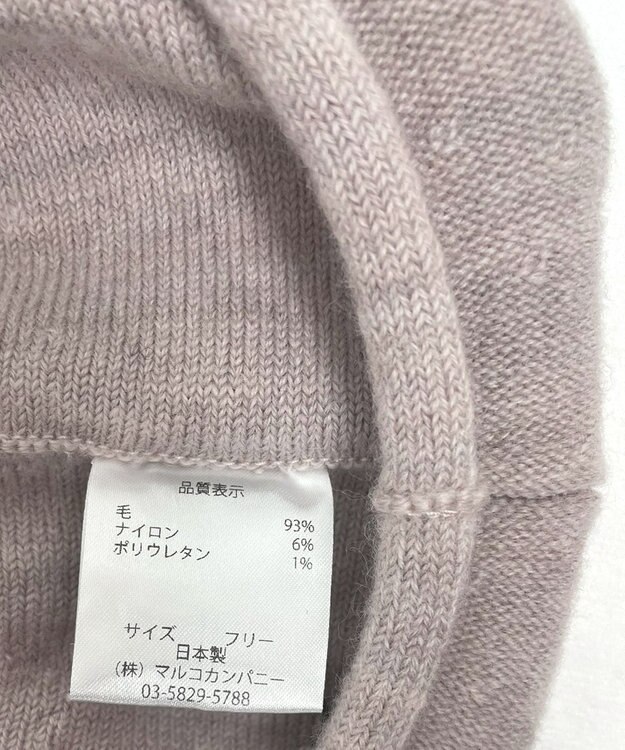 品質表示
毛 93%
ナイロン 6%
ポリウレタン 1%
サイズ フリー
日本製
(株) マルコカンパニー
03-5829-5788